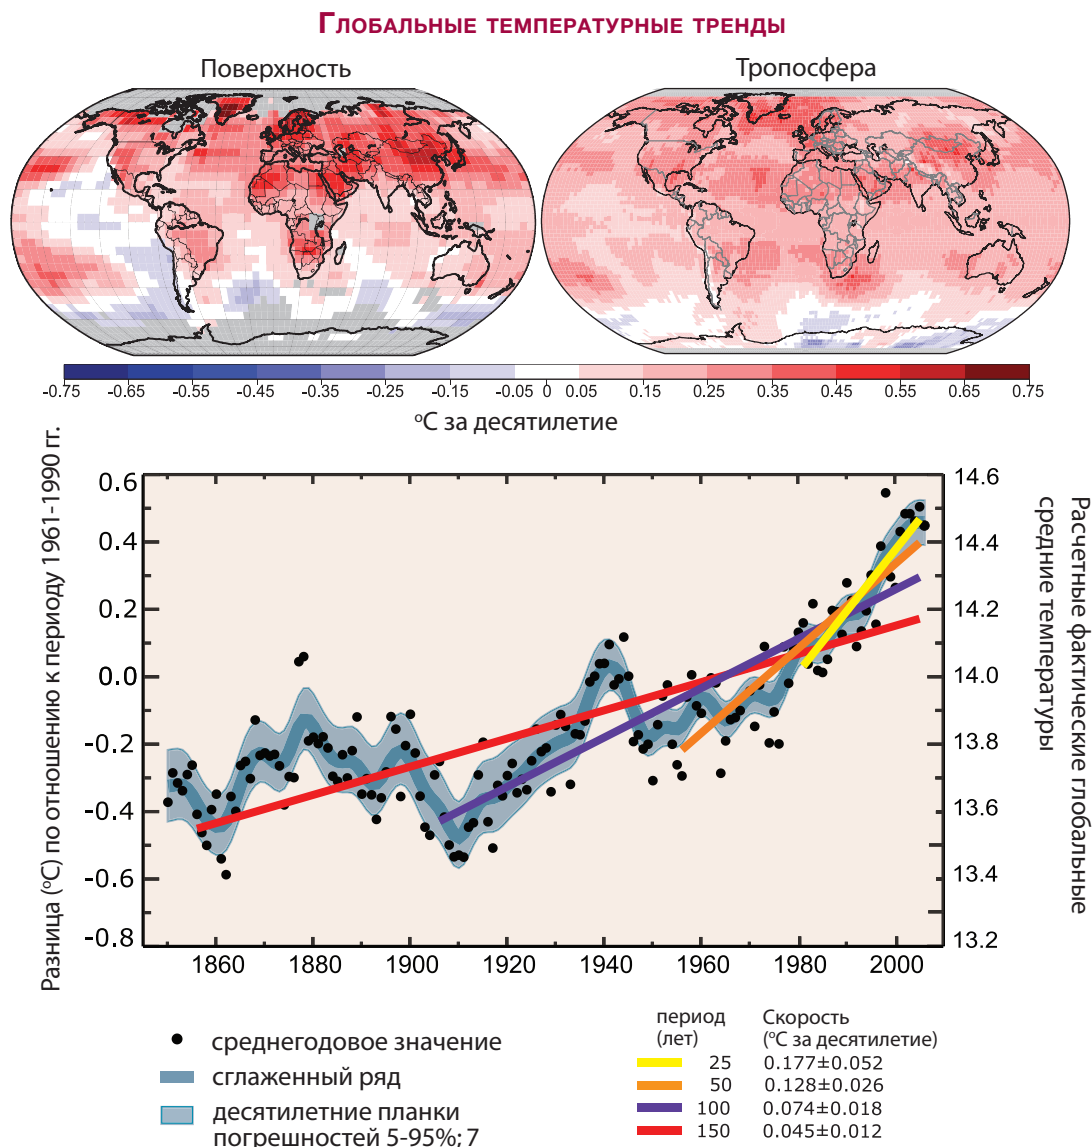 Глобальные температурные тренды
Поверхность
Тропосфера
-0.75 -0.65 -0.55 -0.45 -0.35 -0.25 -0.15 -0.05 0 0.05 0.15 0.25 0.35 0.45 0.55 0.65 0.75
°C за десятилетие
Разница (°C) по отношению к периоду 1961-1990 гг.
0.6
0.4
0.2
0.0
-0.2
-0.4
-0.6
-0.8
14.6
14.4
14.2
14.0
13.8
13.6
13.4
13.2
Расчетные фактические глобальные
средние температуры
1860 1880 1900 1920 1940 1960 1980 2000
среднегодовое значение
сглаженный ряд
десятилетние планки
погрешностей 5-95%; 7
период Скорость
(лет) (°C за десятилетие)
25 0.177±0.052
50 0.128±0.026
100 0.074±0.018
150 0.045±0.012